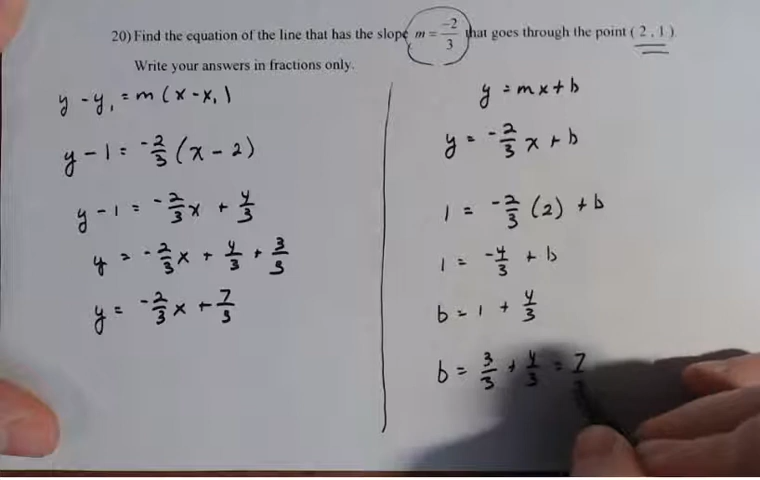 20) Find the equation of the line that has the slope m = -2/3 that goes through the point ( 2 , 1 )
Write your answers in fractions only.
y - y₁ = m ( x - x₁ )
y - 1 = -2/3 (x - 2)
y - 1 = -2/3 x + 4/3
y = -2/3 x + 4/3 + 3/3
y = -2/3 x + 7/3
y = mx + b
y = -2/3 x + b
1 = -2/3 (2) + b
1 = -4/3 + b
b = 1 + 4/3
b = 3/3 + 4/3 = 7